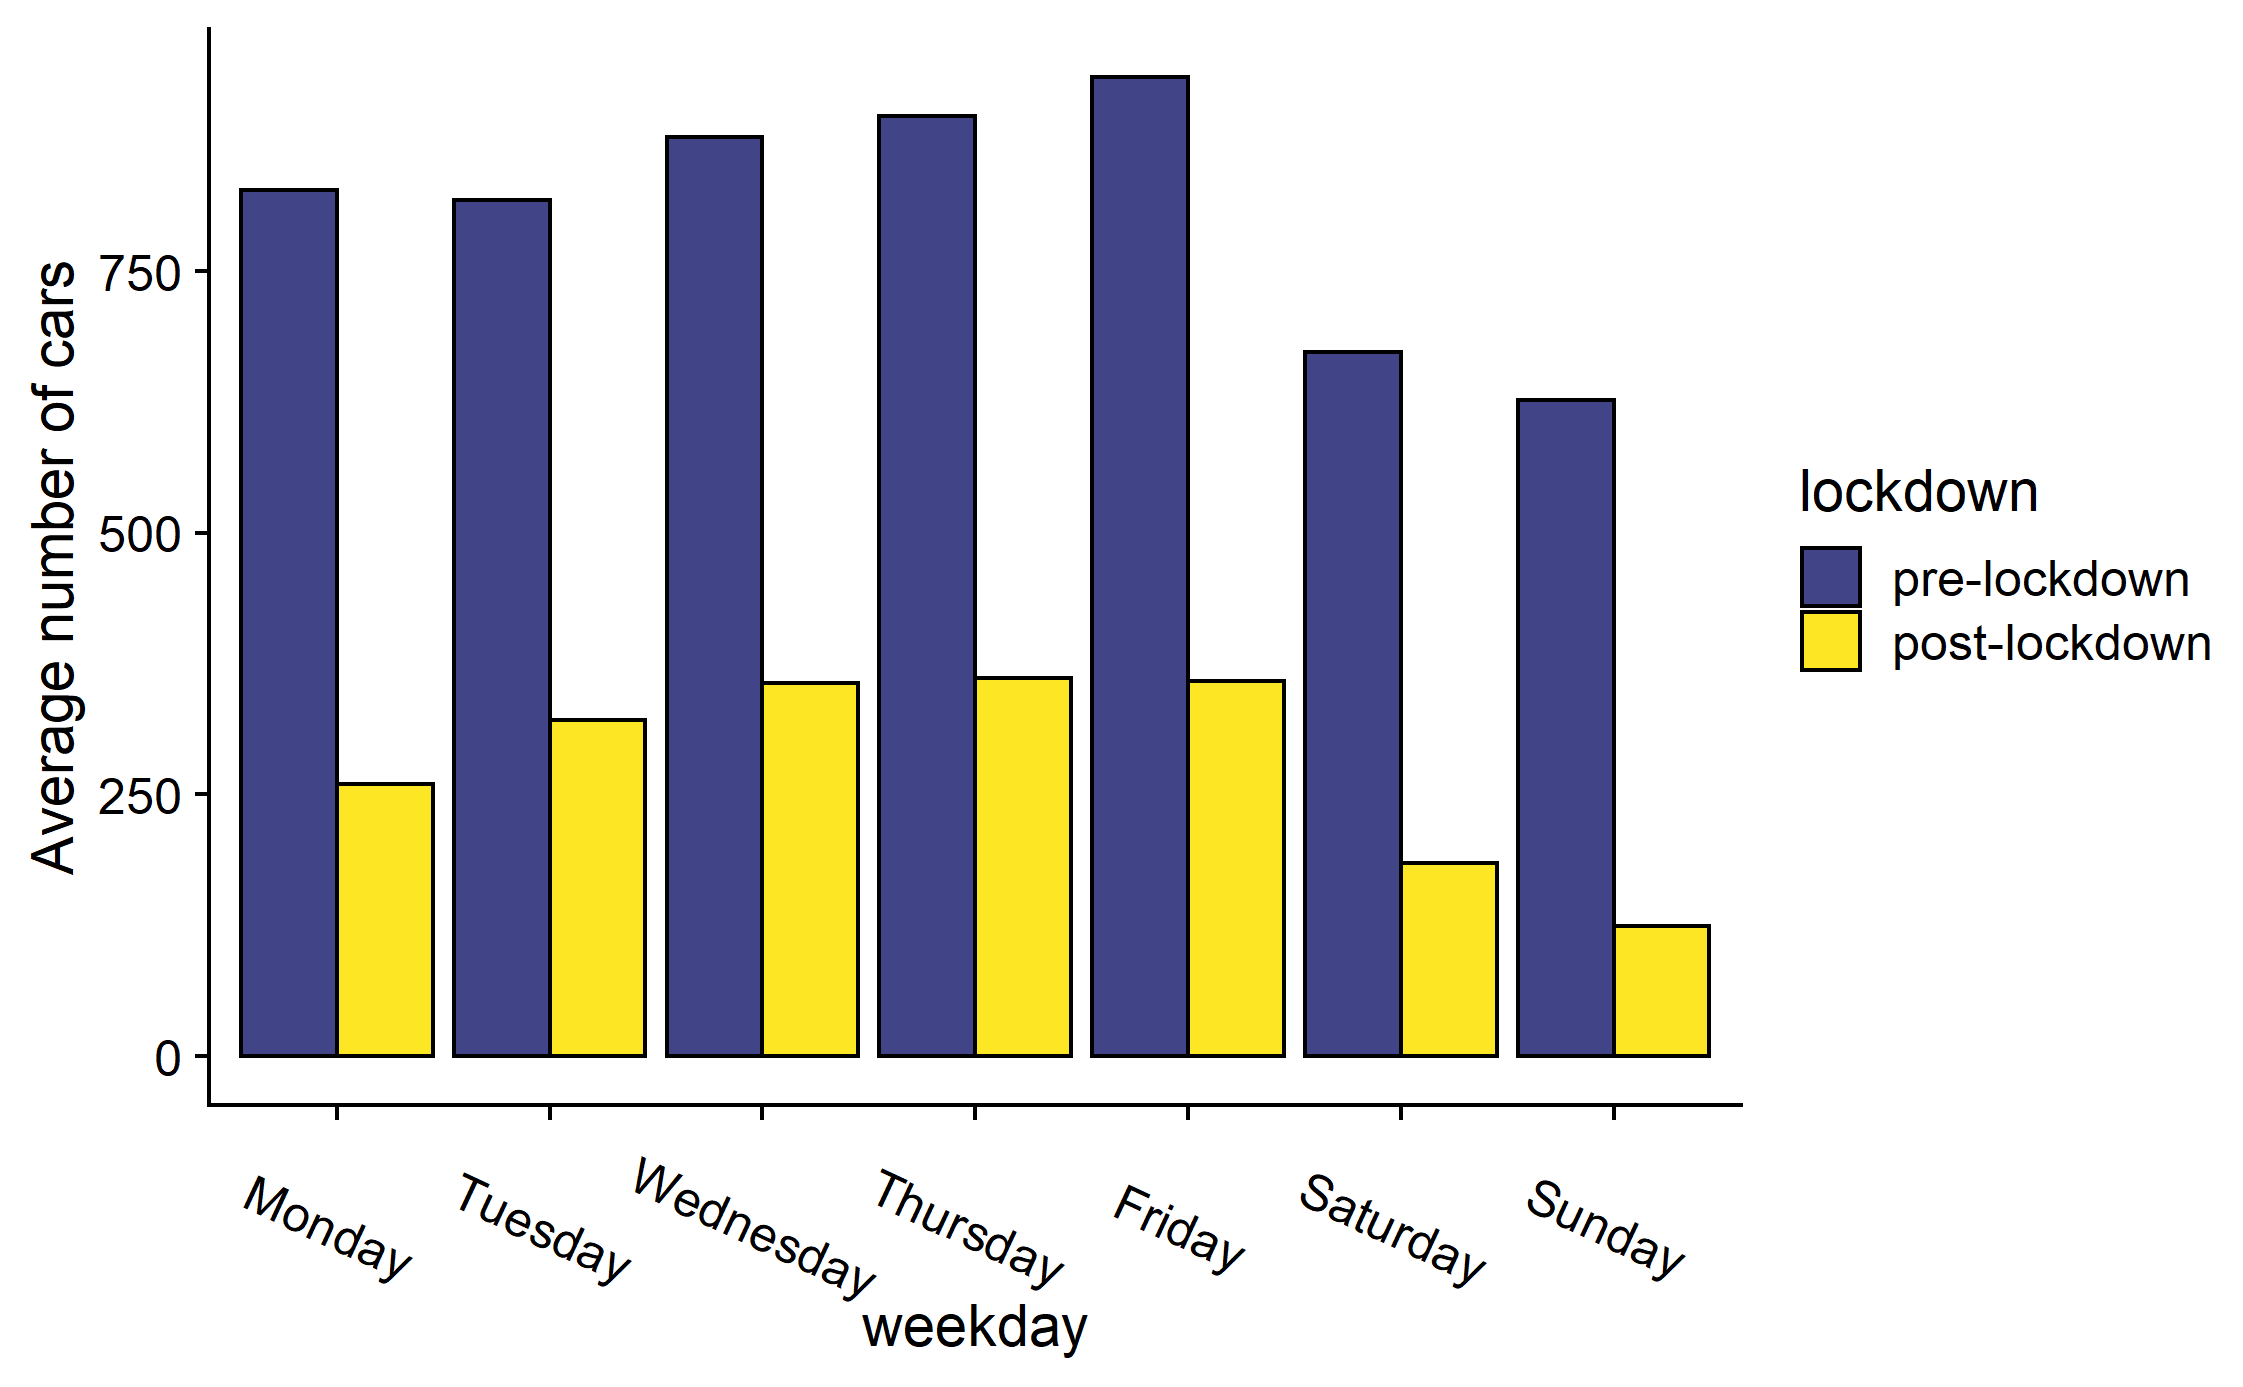 Average number of cars
750
500
250
0
Monday
Tuesday
Wednesday
Thursday
Friday
Saturday
Sunday
weekday
lockdown
pre-lockdown
post-lockdown